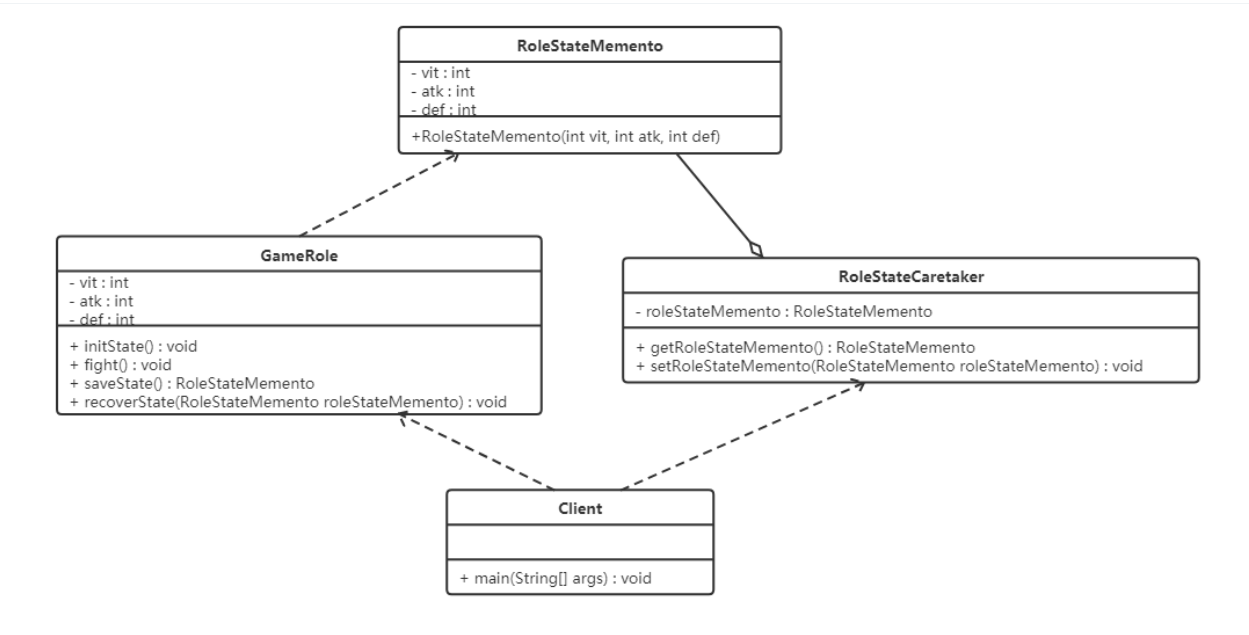 RoleStateMemento
- vit : int
- atk : int
- def : int
+RoleStateMemento(int vit, int atk, int def)
GameRole
- vit : int
- atk : int
- def : int
+ initState() : void
+ fight() : void
+ saveState() : RoleStateMemento
+ recoverState(RoleStateMemento roleStateMemento) : void
RoleStateCaretaker
- roleStateMemento : RoleStateMemento
+ getRoleStateMemento() : RoleStateMemento
+ setRoleStateMemento(RoleStateMemento roleStateMemento) : void
Client
+ main(String[] args) : void